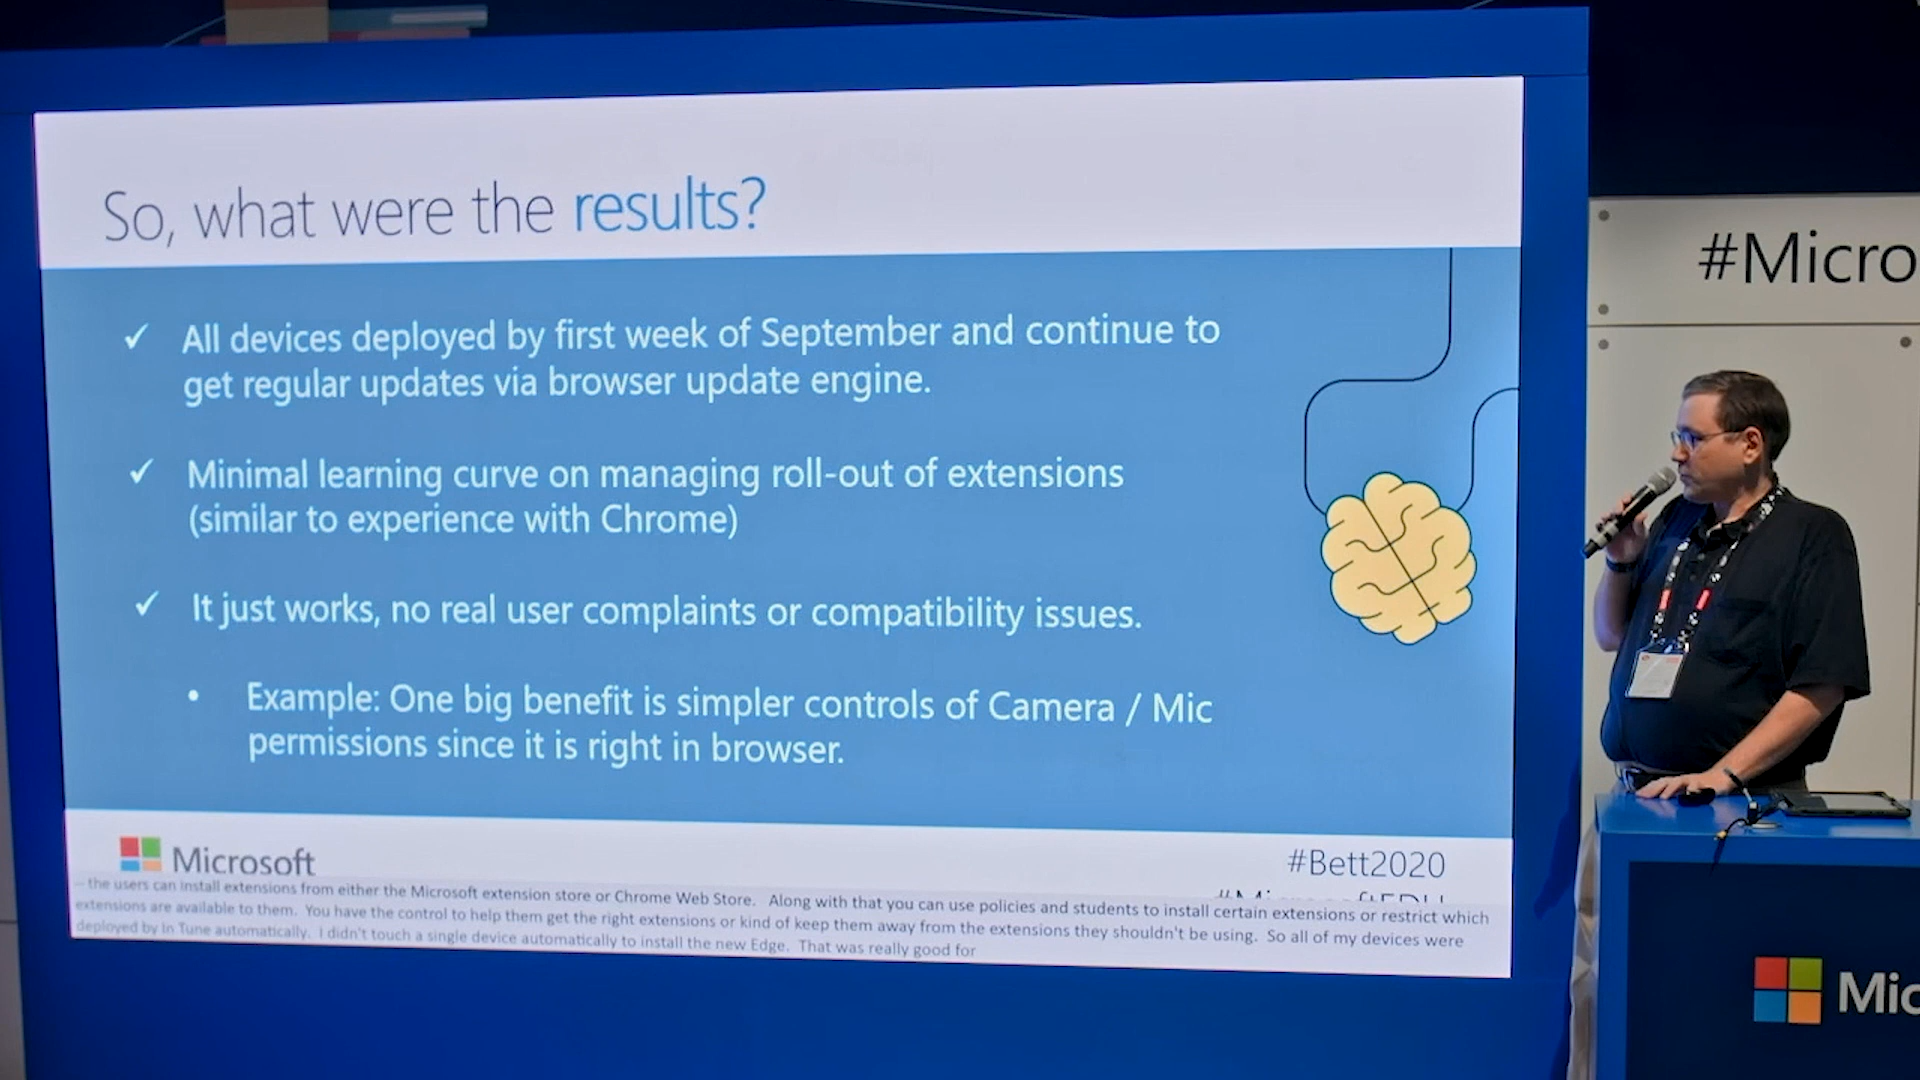 So, what were the results?
✓ All devices deployed by first week of September and continue to
get regular updates via browser update engine.
✓ Minimal learning curve on managing roll-out of extensions
(similar to experience with Chrome)
✓ It just works, no real user complaints or compatibility issues.
• Example: One big benefit is simpler controls of Camera / Mic
permissions since it is right in browser.
Microsoft
#Bett2020
the users can install extensions from either the Microsoft extension store or Chrome Web Store. Along with that you can use policies and students to install certain extensions or restrict which
extensions are available to them. You have the control to help them get the right extensions or kind of keep them away from the extensions they shouldn't be using. So all of my devices were
deployed by In Tune automatically. I didn't touch a single device automatically to install the new Edge. That was really good for
#Micro
Mic